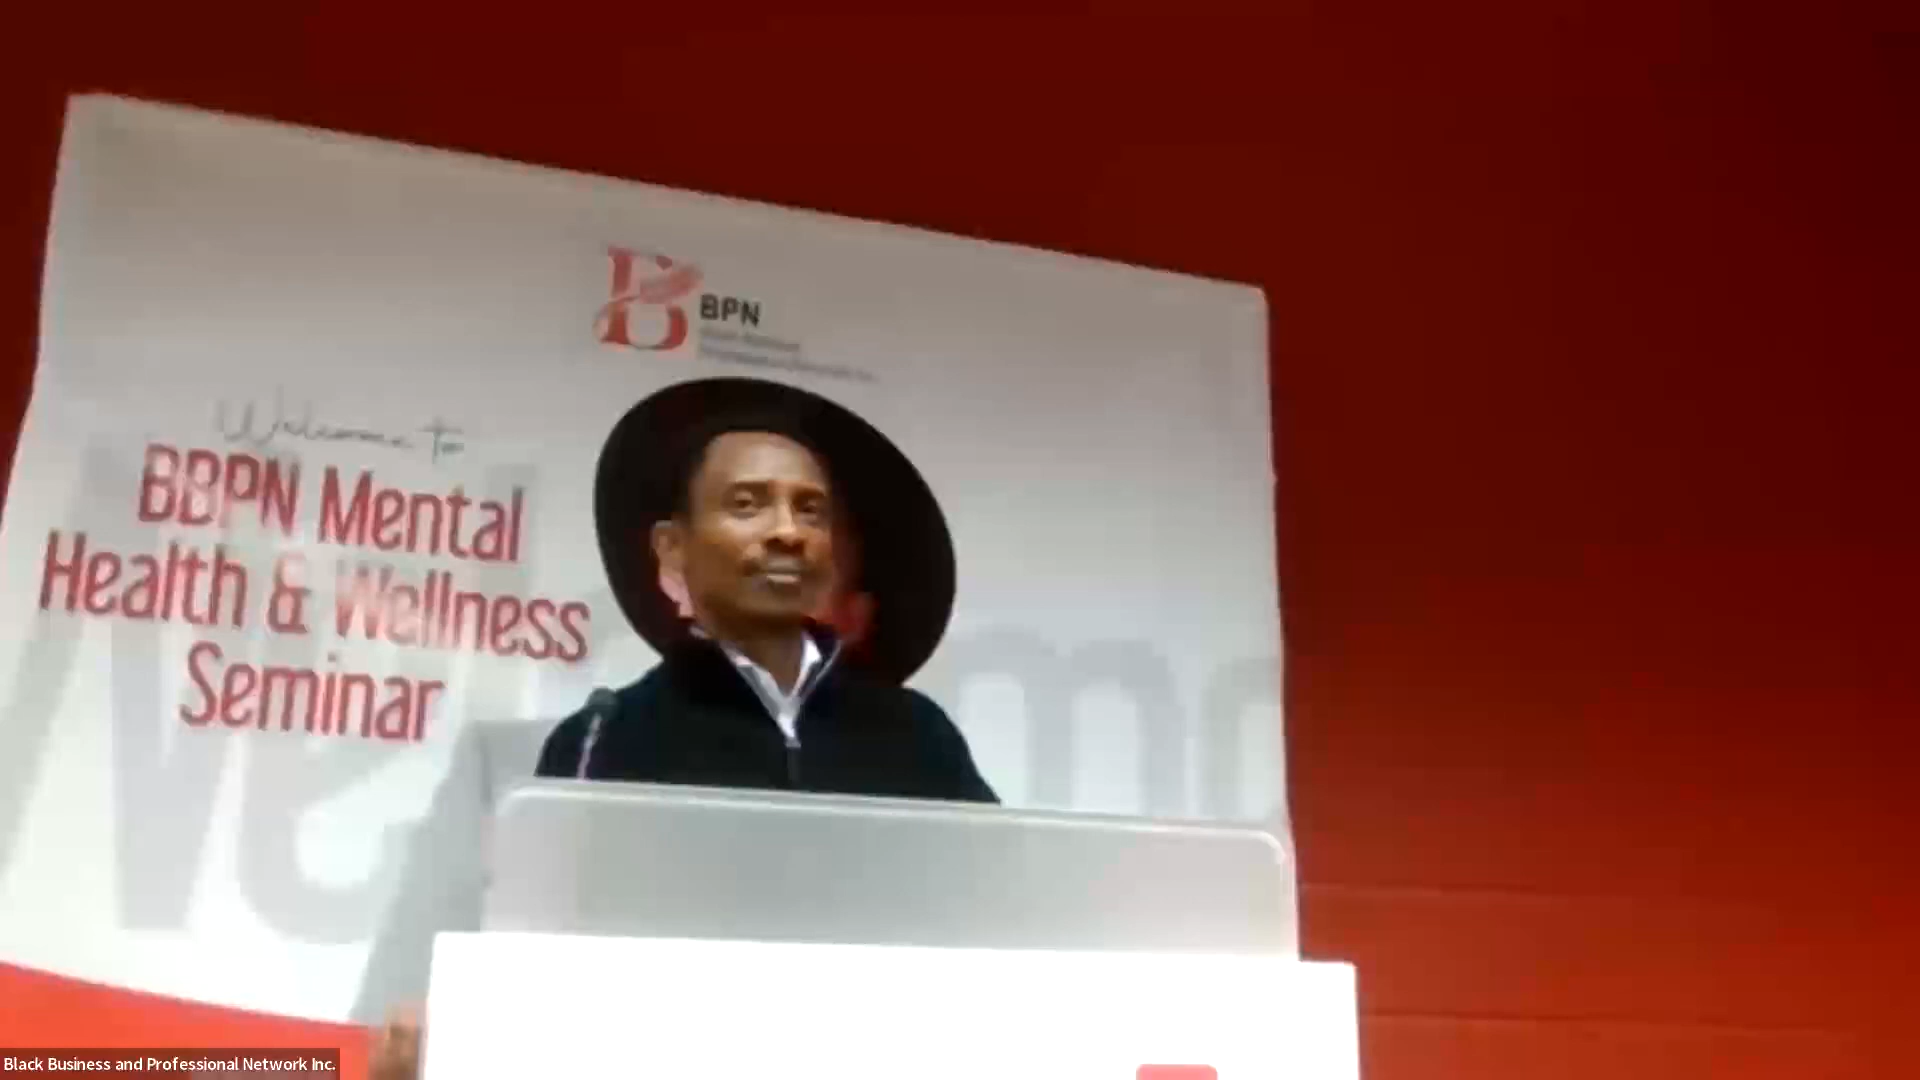 BPN
Welcome to
BBPN Mental
Health & Wellness
Seminar
Black Business and Professional Network Inc.